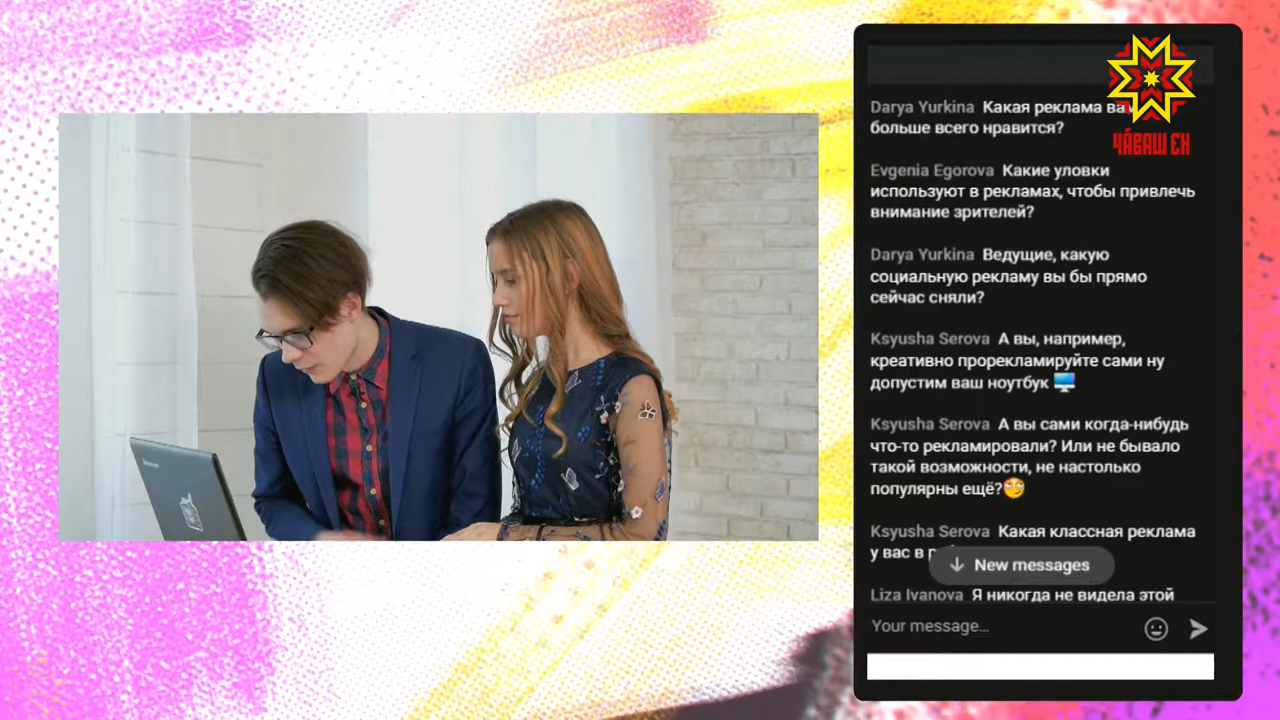 Darya Yurkina Какая реклама ва
больше всего нравится?
ЧӐВАШ ЕН
Evgenia Egorova Какие уловки
используют в рекламах, чтобы привлечь
внимание зрителей?
Darya Yurkina Ведущие, какую
социальную рекламу вы бы прямо
сейчас сняли?
Ksyusha Serova А вы, например,
креативно прорекламируйте сами ну
допустим ваш ноутбук 🖥️
Ksyusha Serova А вы сами когда-нибудь
что-то рекламировали? Или не бывало
такой возможности, не настолько
популярны ещё?🙄
Ksyusha Serova Какая классная реклама
у вас в
New messages
Liza Ivanova Я никогда не видела этой
Your message...
lenovo